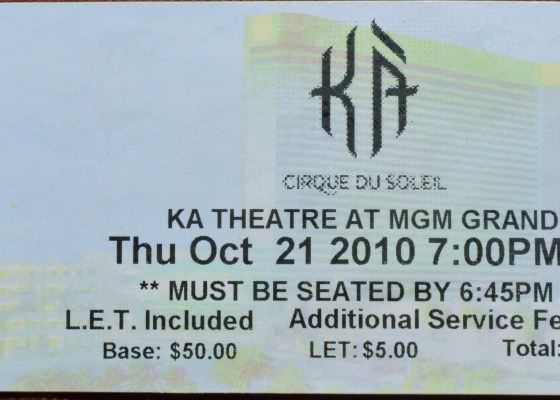 KÀ
CIRQUE DU SOLEIL
KA THEATRE AT MGM GRAND
Thu Oct 21 2010 7:00PM
** MUST BE SEATED BY 6:45PM
L.E.T. Included Additional Service Fe
Base: $50.00 LET: $5.00 Total: